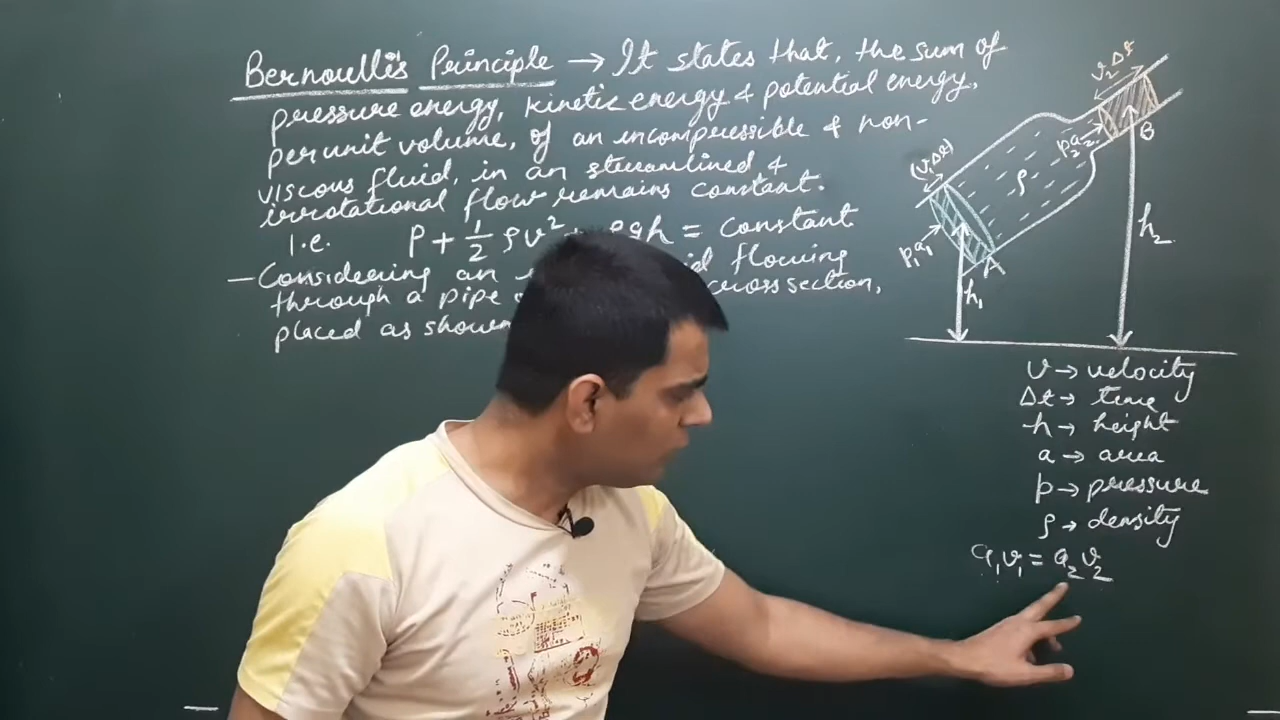 Bernoulli's Principle → It states that, the sum of
pressure energy, kinetic energy & potential energy,
per unit volume, of an incompressible & non-
viscous fluid, in an streamlined &
irrotational flow remains constant.
i.e. P + 1/2 ρv² + ρgh = constant
— Considering an flowing
through a pipe cross section,
placed as shown
v₂Δt
p₂a₂
B
(v₁Δt)
ρ
p₁a₁
A
h₁
h₂
v → velocity
Δt → time
h → height
a → area
p → pressure
ρ → density
a₁v₁ = a₂v₂